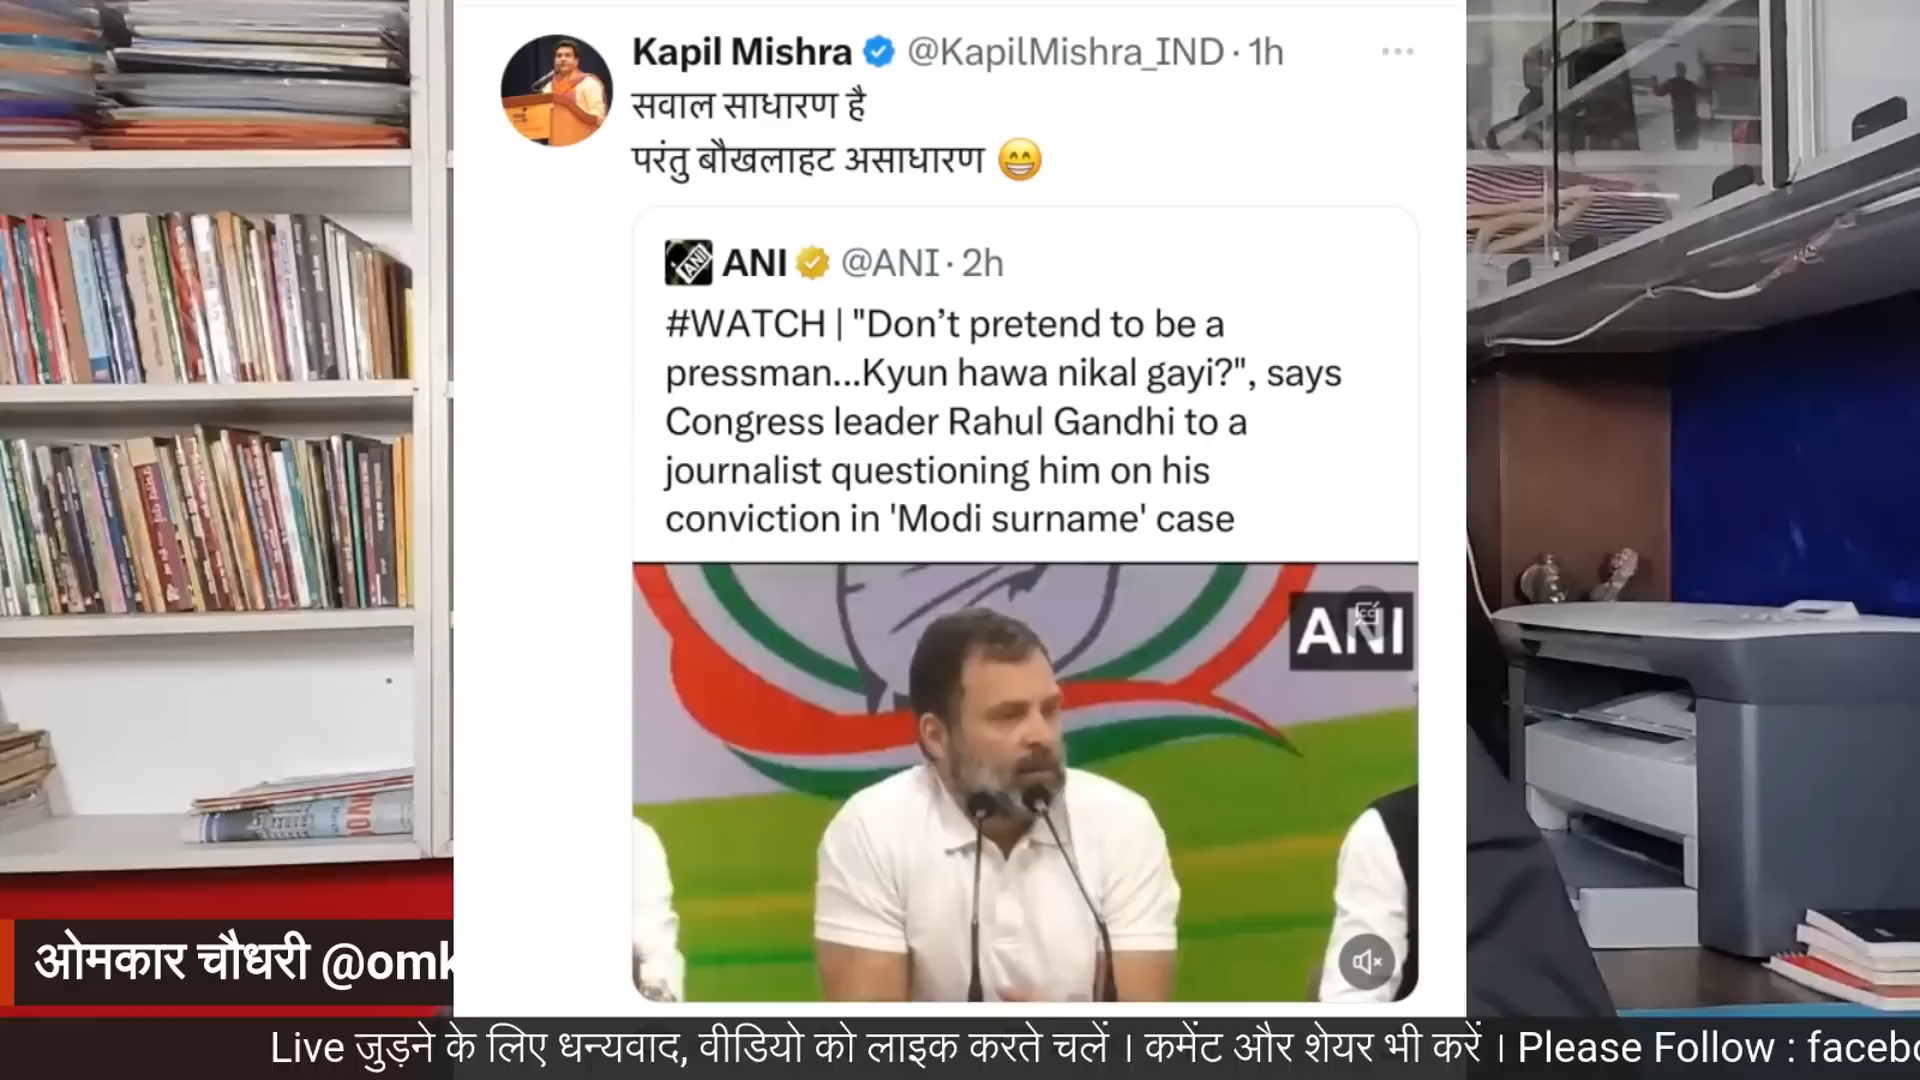 Kapil Mishra @KapilMishra_IND · 1h
सवाल साधारण है
परंतु बौखलाहट असाधारण 😁
ANI @ANI · 2h
#WATCH | "Don’t pretend to be a
pressman...Kyun hawa nikal gayi?", says
Congress leader Rahul Gandhi to a
journalist questioning him on his
conviction in 'Modi surname' case
ANI
ओमकार चौधरी @omk
Live जुड़ने के लिए धन्यवाद, वीडियो को लाइक करते चलें । कमेंट और शेयर भी करें । Please Follow : facebo